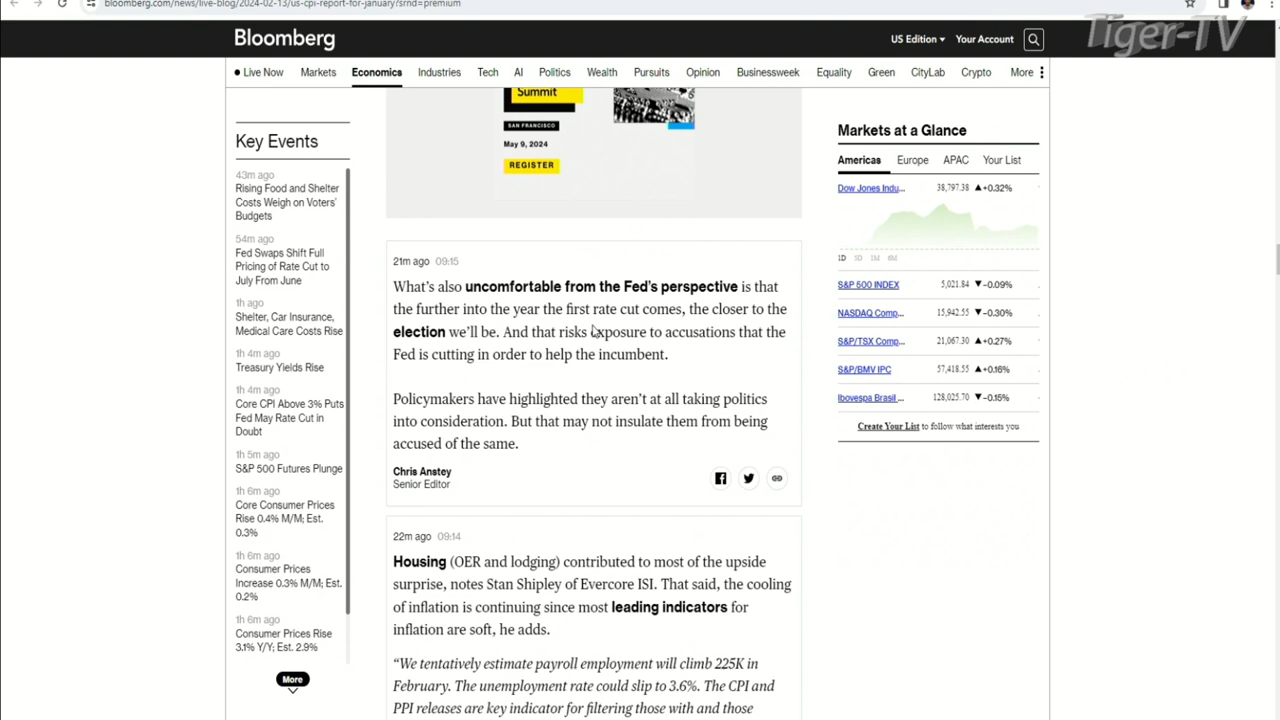 bloomberg.com/news/live-blog/2024-02-13/us-cpi-report-for-january?srnd=premium
Tiger-TV
Bloomberg
US Edition
Your Account
Live Now
Markets
Economics
Industries
Tech
AI
Politics
Wealth
Pursuits
Opinion
Businessweek
Equality
Green
CityLab
Crypto
More
Key Events
43m ago
Rising Food and Shelter
Costs Weigh on Voters'
Budgets
54m ago
Fed Swaps Shift Full
Pricing of Rate Cut to
July From June
1h ago
Shelter, Car Insurance,
Medical Care Costs Rise
1h 4m ago
Treasury Yields Rise
1h 4m ago
Core CPI Above 3% Puts
Fed May Rate Cut in
Doubt
1h 5m ago
S&P 500 Futures Plunge
1h 6m ago
Core Consumer Prices
Rise 0.4% M/M; Est.
0.3%
1h 6m ago
Consumer Prices
Increase 0.3% M/M; Est.
0.2%
1h 6m ago
Consumer Prices Rise
3.1% Y/Y; Est. 2.9%
More
Summit
SAN FRANCISCO
May 9, 2024
REGISTER
21m ago 09:15
What's also uncomfortable from the Fed's perspective is that
the further into the year the first rate cut comes, the closer to the
election we'll be. And that risks exposure to accusations that the
Fed is cutting in order to help the incumbent.
Policymakers have highlighted they aren't at all taking politics
into consideration. But that may not insulate them from being
accused of the same.
Chris Anstey
Senior Editor
22m ago 09:14
Housing (OER and lodging) contributed to most of the upside
surprise, notes Stan Shipley of Evercore ISI. That said, the cooling
of inflation is continuing since most leading indicators for
inflation are soft, he adds.
"We tentatively estimate payroll employment will climb 225K in
February. The unemployment rate could slip to 3.6%. The CPI and
PPI releases are key indicator for filtering those with and those
Markets at a Glance
Americas
Europe
APAC
Your List
Dow Jones Indu... 38,797.38 ▲+0.32%
1D 5D 1M 6M
S&P 500 INDEX 5,021.84 ▼−0.09%
NASDAQ Comp... 15,942.55 ▼−0.30%
S&P/TSX Comp... 21,067.30 ▲+0.27%
S&P/BMV IPC 57,418.55 ▲+0.16%
Ibovespa Brasil ... 128,025.70 ▼−0.15%
Create Your List to follow what interests you